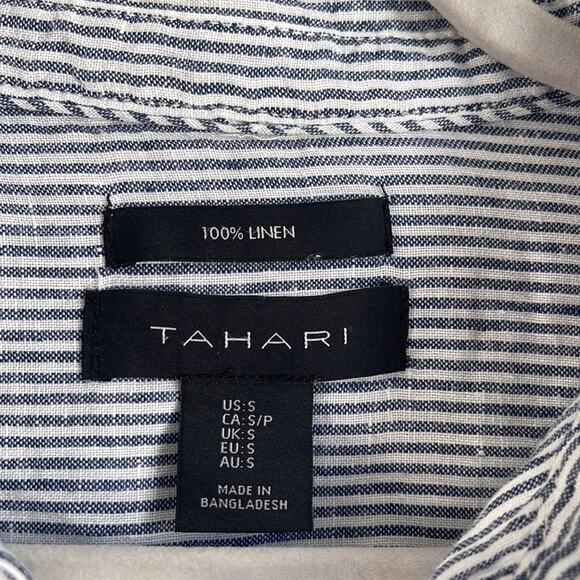 100% LINEN
TAHARI
US: S
CA: S/P
UK: S
EU: S
AU: S
MADE IN
BANGLADESH